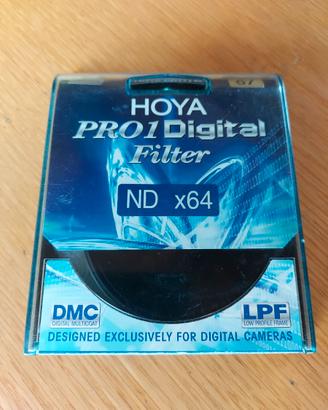 67
HOYA
PRO1 Digital
Filter
ND x64
DMC
DIGITAL MULTICOAT
LPF
LOW PROFILE FRAME
DESIGNED EXCLUSIVELY FOR DIGITAL CAMERAS